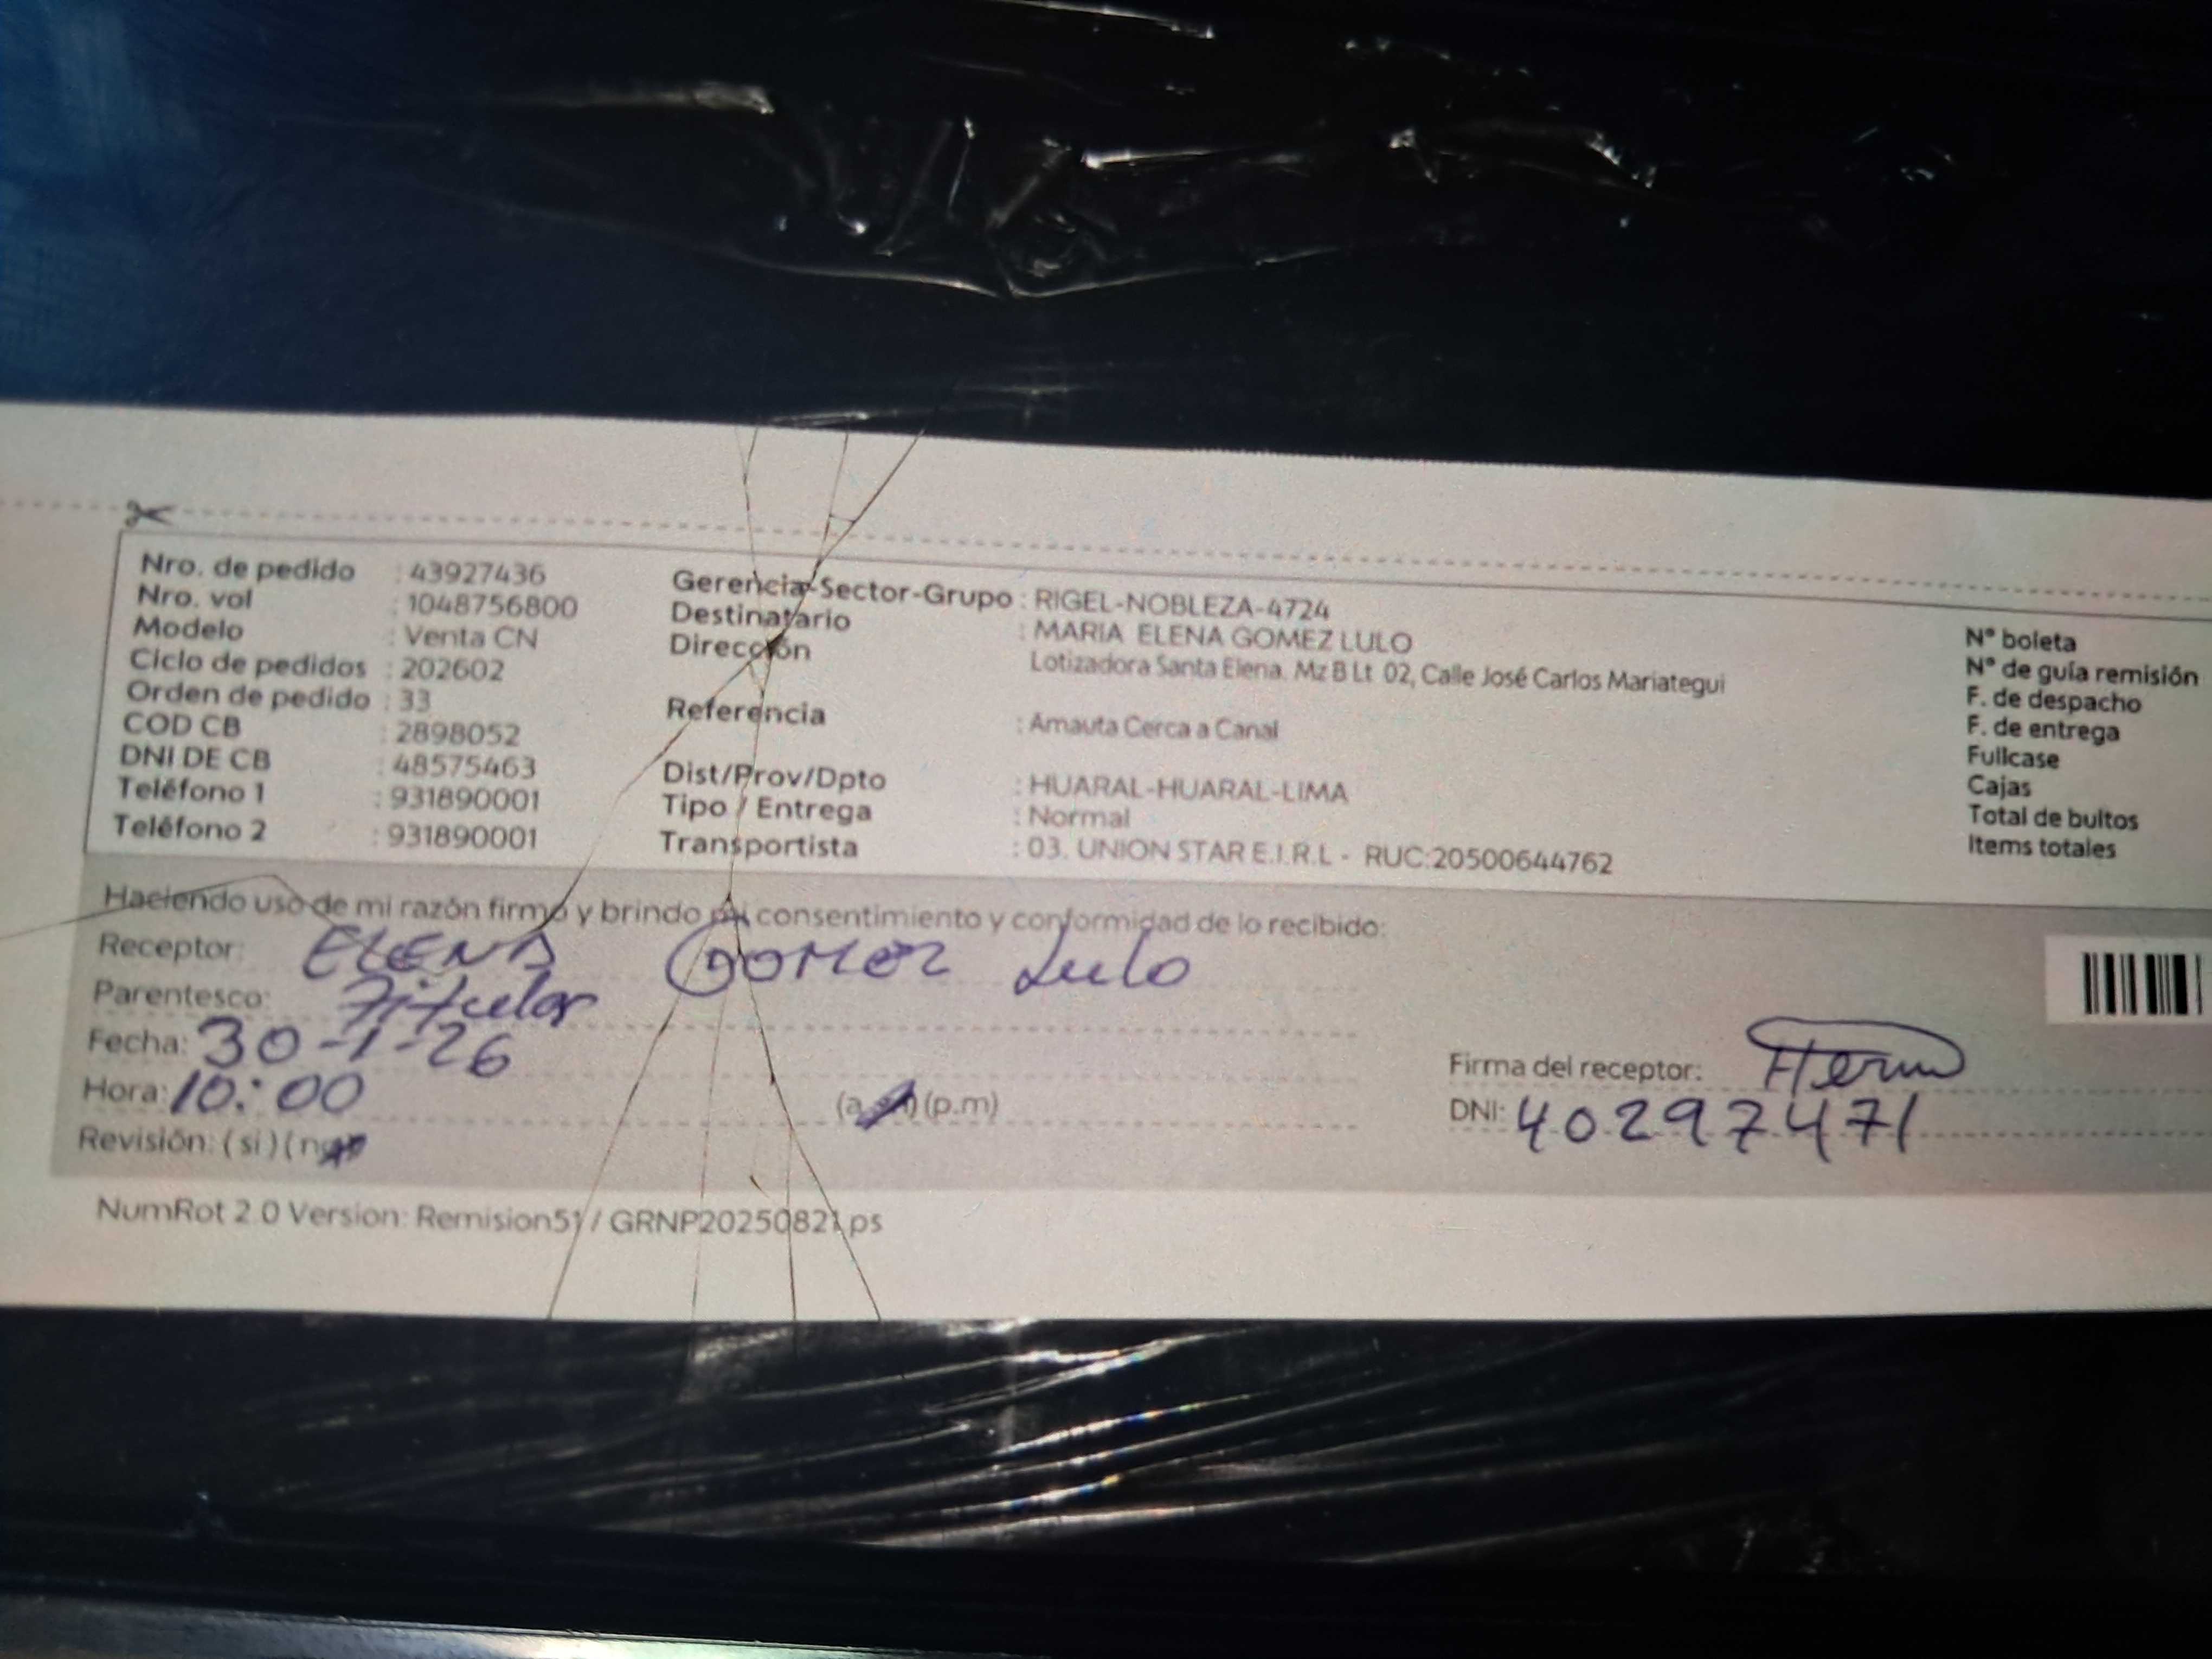 Nro. de pedido : 43927436
Nro. vol : 1048756800
Modelo : Venta CN
Ciclo de pedidos : 202602
Orden de pedido : 33
COD CB : 2898052
DNI DE CB : 48575463
Teléfono 1 : 931890001
Teléfono 2 : 931890001
Gerencia-Sector-Grupo : RIGEL-NOBLEZA-4724
Destinatario : MARIA ELENA GOMEZ LULO
Dirección Lotizadora Santa Elena. Mz B Lt 02, Calle José Carlos Mariategui
Referencia : Amauta Cerca a Canal
Dist/Prov/Dpto : HUARAL-HUARAL-LIMA
Tipo / Entrega : Normal
Transportista : 03. UNION STAR E.I.R.L - RUC:20500644762
N° boleta
N° de guía remisión
F. de despacho
F. de entrega
Fullcase
Cajas
Total de bultos
Items totales
Haciendo uso de mi razón firmo y brindo mi consentimiento y conformidad de lo recibido:
Receptor: ELENA GOMEZ Lulo
Parentesco: Titular
Fecha: 30-1-26
Hora: 10:00 (a.m) (p.m)
Revisión: (si) (no)
Firma del receptor:
DNI: 40297471
NumRot 2.0 Version: Remision51 / GRNP20250821.ps